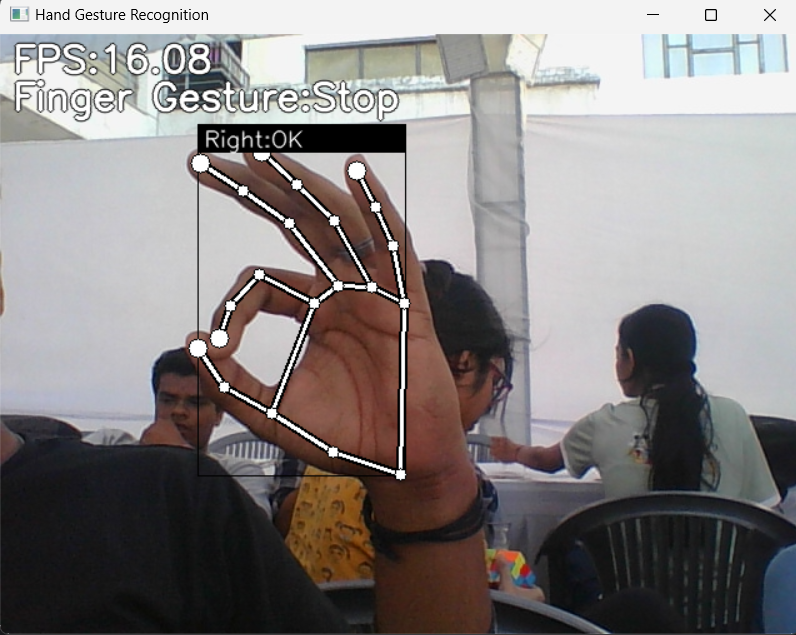 Hand Gesture Recognition
FPS:16.08
Finger Gesture:Stop
Right:OK